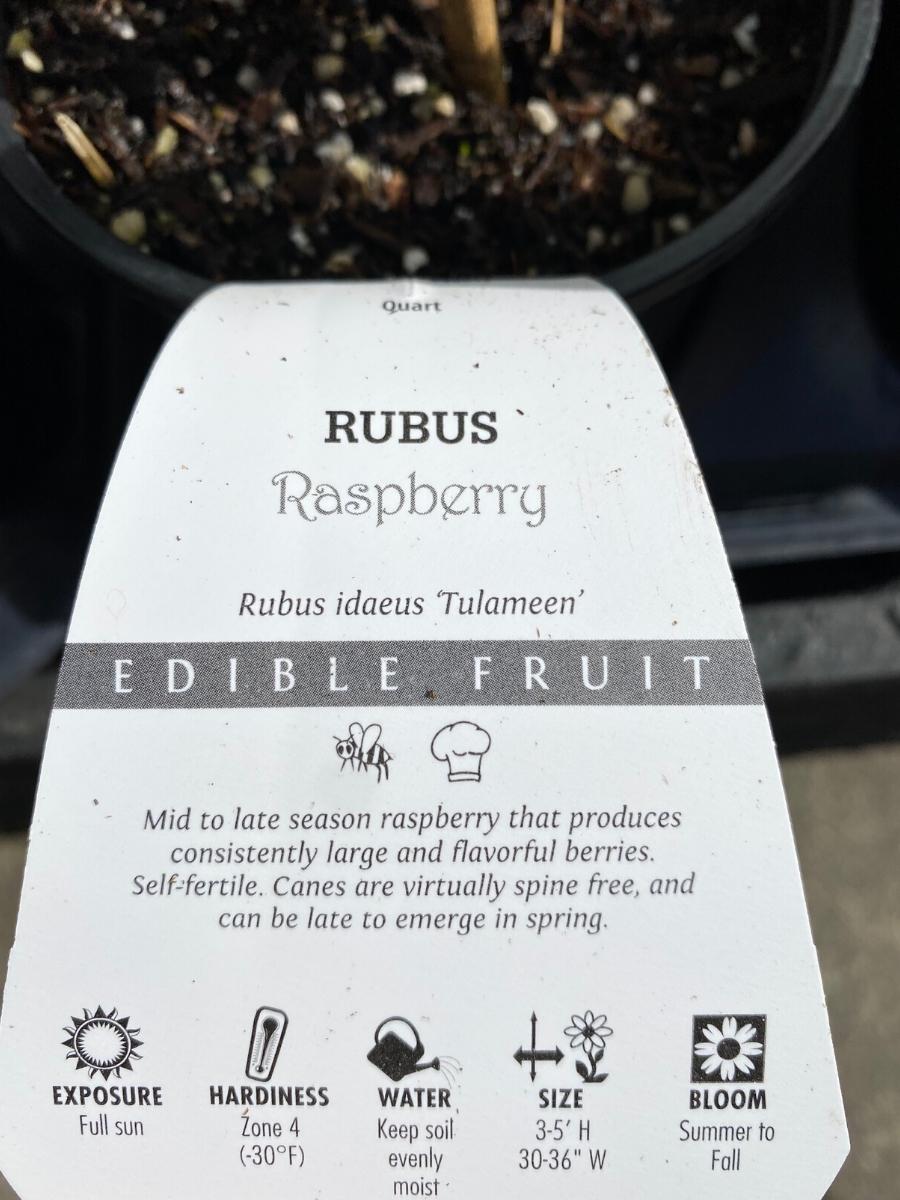 Quart
RUBUS
Raspberry
Rubus idaeus ‘Tulameen’
EDIBLE FRUIT
Mid to late season raspberry that produces
consistently large and flavorful berries.
Self-fertile. Canes are virtually spine free, and
can be late to emerge in spring.
EXPOSURE
Full sun
HARDINESS
Zone 4
(-30°F)
WATER
Keep soil
evenly
moist
SIZE
3-5' H
30-36" W
BLOOM
Summer to
Fall